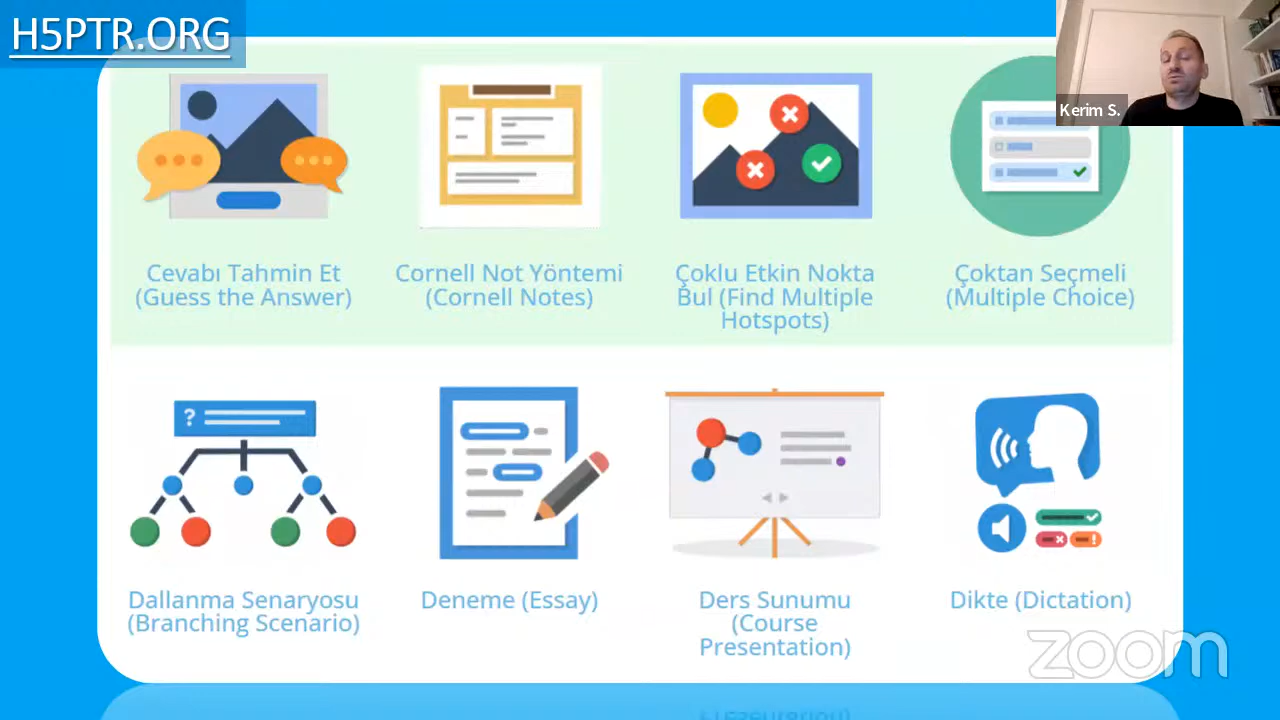 H5PTR.ORG
Kerim S.
Cevabı Tahmin Et
(Guess the Answer)
Cornell Not Yöntemi
(Cornell Notes)
Çoklu Etkin Nokta
Bul (Find Multiple
Hotspots)
Çoktan Seçmeli
(Multiple Choice)
?
Dallanma Senaryosu
(Branching Scenario)
Deneme (Essay)
Ders Sunumu
(Course
Presentation)
Dikte (Dictation)
zoom